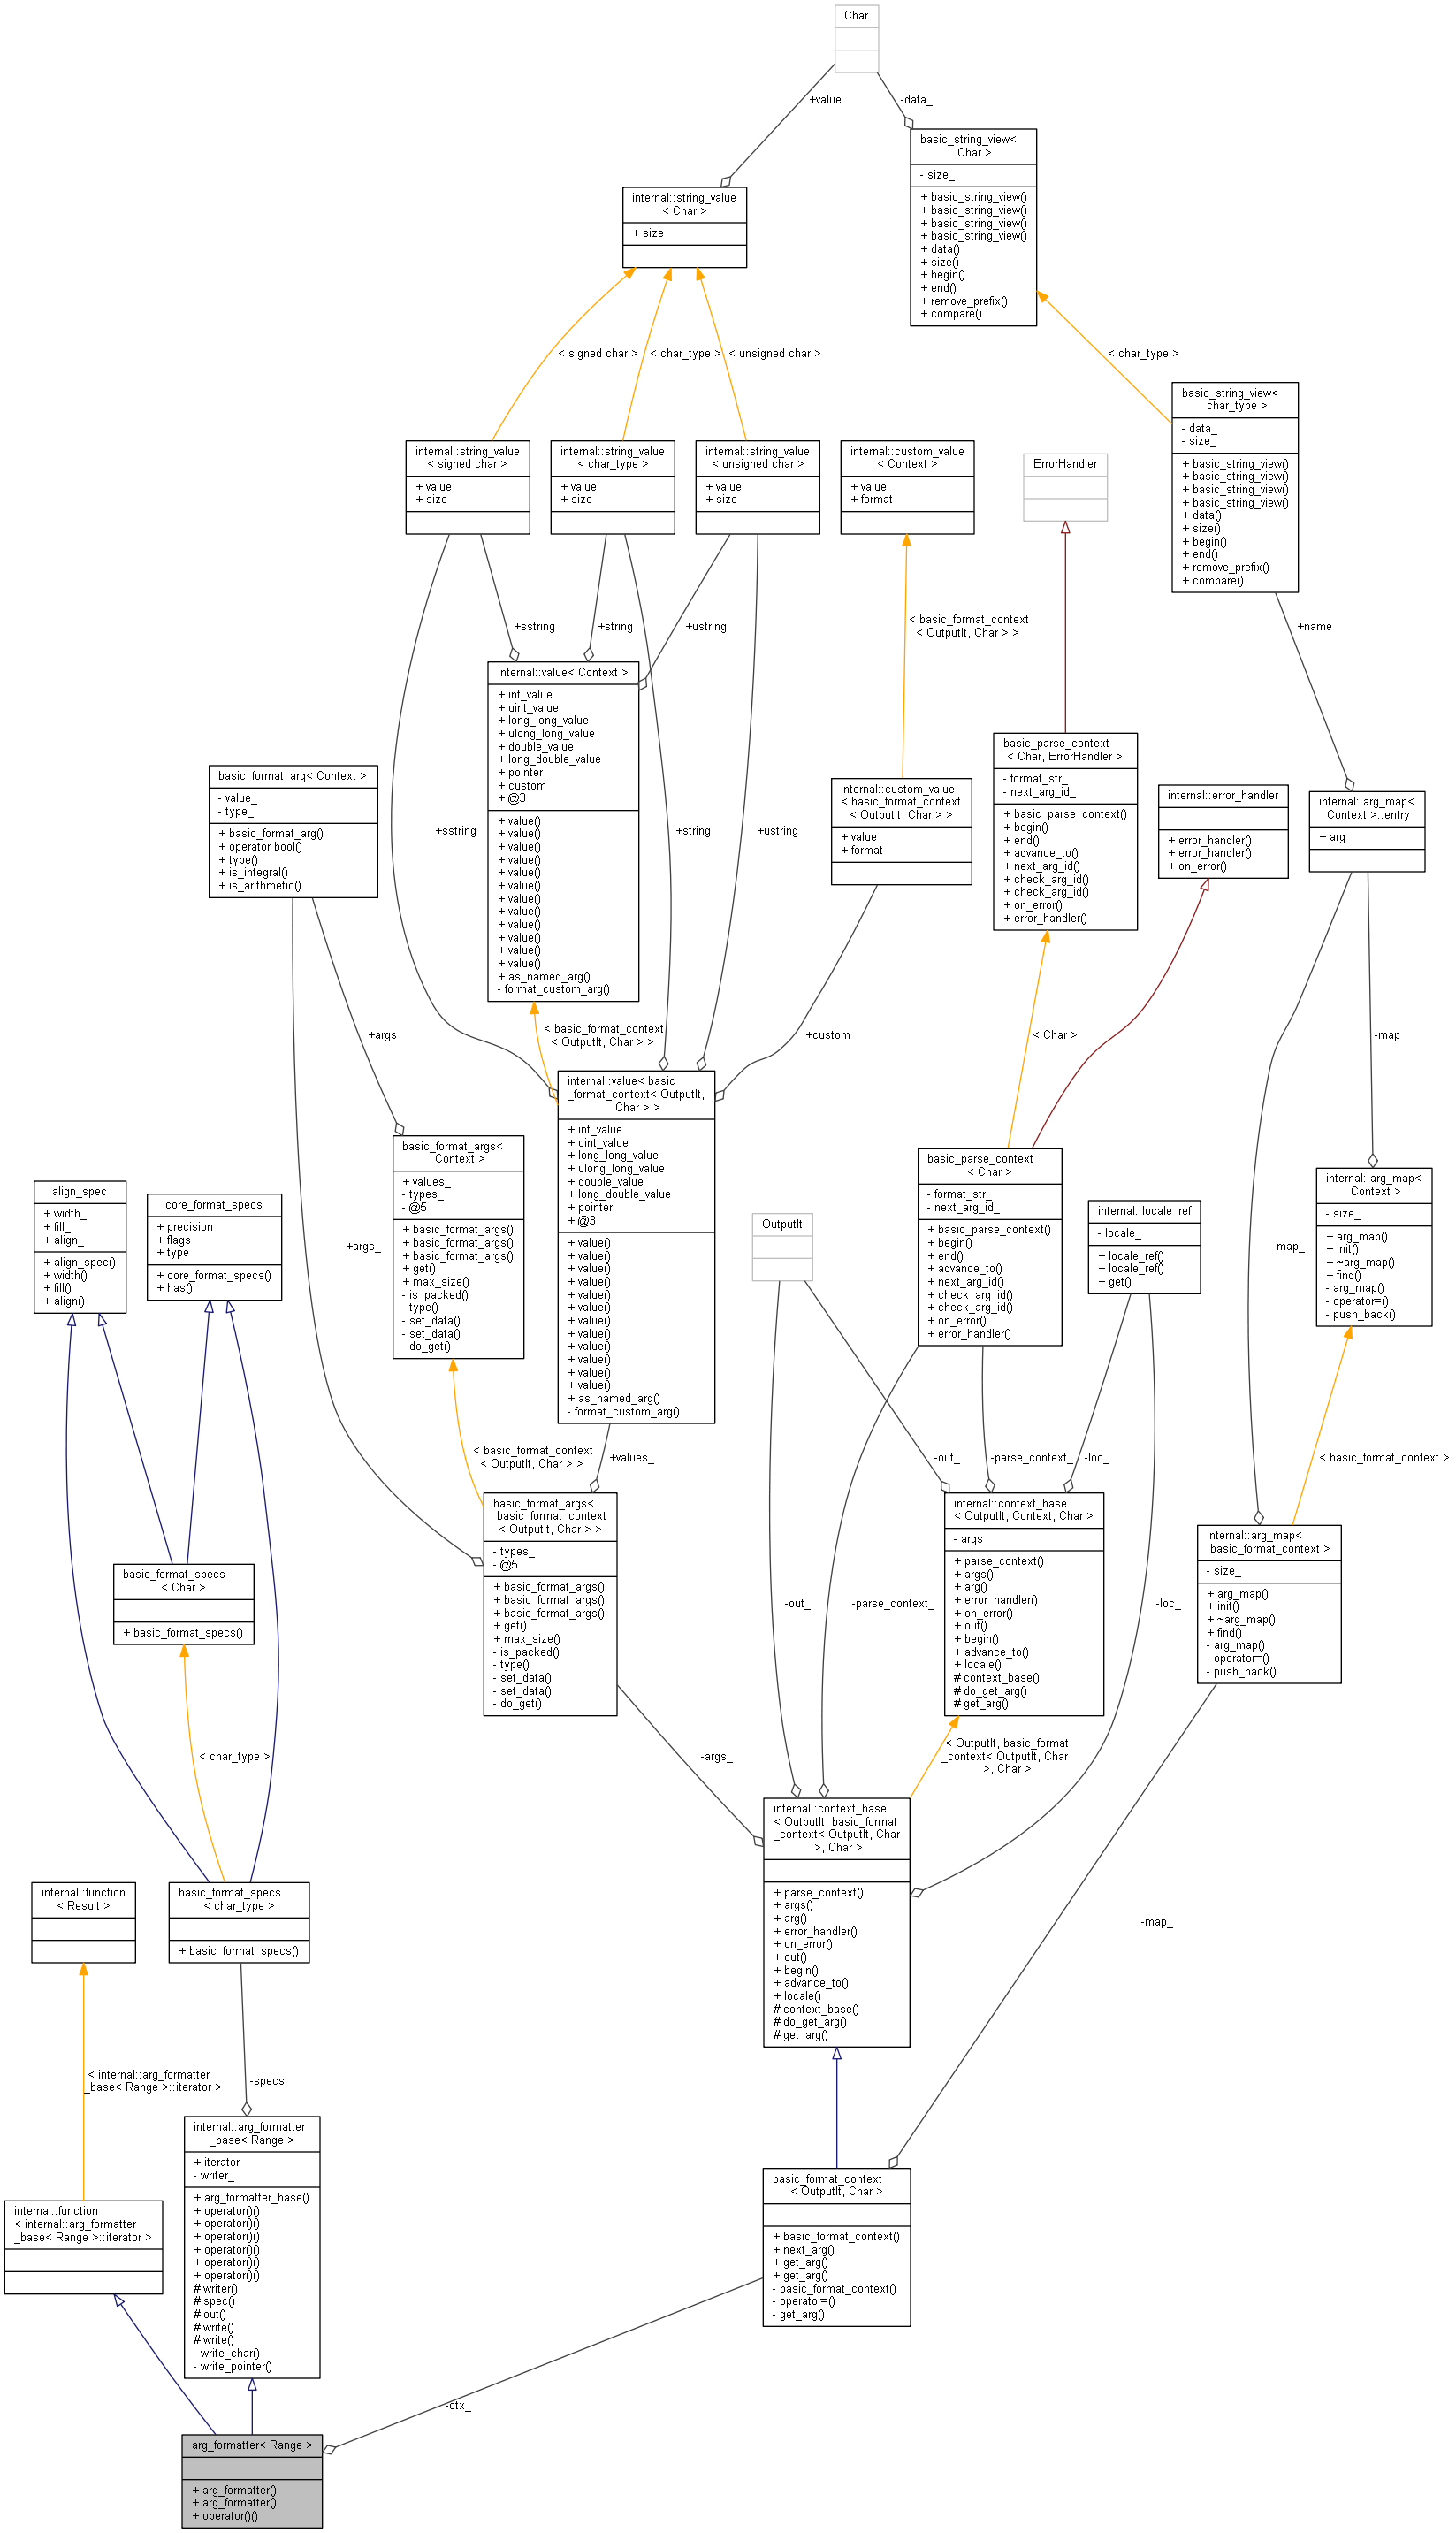 Char
+value
-data_
basic_string_view<
Char >
- size_
+ basic_string_view()
+ basic_string_view()
+ basic_string_view()
+ basic_string_view()
+ data()
+ size()
+ begin()
+ end()
+ remove_prefix()
+ compare()
internal::string_value
< Char >
+ size
< signed char >
< char_type >
< unsigned char >
< char_type >
basic_string_view<
char_type >
- data_
- size_
+ basic_string_view()
+ basic_string_view()
+ basic_string_view()
+ basic_string_view()
+ data()
+ size()
+ begin()
+ end()
+ remove_prefix()
+ compare()
internal::string_value
< signed char >
+ value
+ size
internal::string_value
< char_type >
+ value
+ size
internal::string_value
< unsigned char >
+ value
+ size
internal::custom_value
< Context >
+ value
+ format
ErrorHandler
+sstring
+string
+ustring
< basic_format_context
< OutputIt, Char > >
+name
internal::value< Context >
+ int_value
+ uint_value
+ long_long_value
+ ulong_long_value
+ double_value
+ long_double_value
+ pointer
+ custom
+ @3
+ value()
+ value()
+ value()
+ value()
+ value()
+ value()
+ value()
+ value()
+ value()
+ value()
+ value()
+ value()
+ as_named_arg()
- format_custom_arg()
basic_format_arg< Context >
- value_
- type_
+ basic_format_arg()
+ operator bool()
+ type()
+ is_integral()
+ is_arithmetic()
+sstring
+string
+ustring
internal::custom_value
< basic_format_context
< OutputIt, Char > >
+ value
+ format
basic_parse_context
< Char, ErrorHandler >
- format_str_
- next_arg_id_
+ basic_parse_context()
+ begin()
+ end()
+ advance_to()
+ next_arg_id()
+ check_arg_id()
+ check_arg_id()
+ on_error()
+ error_handler()
internal::error_handler
+ error_handler()
+ error_handler()
+ on_error()
internal::arg_map<
Context >::entry
+ arg
+args_
< basic_format_context
< OutputIt, Char > >
+custom
< Char >
-map_
internal::value< basic
_format_context< OutputIt,
Char > >
+ int_value
+ uint_value
+ long_long_value
+ ulong_long_value
+ double_value
+ long_double_value
+ pointer
+ @3
+ value()
+ value()
+ value()
+ value()
+ value()
+ value()
+ value()
+ value()
+ value()
+ value()
+ value()
+ value()
+ as_named_arg()
- format_custom_arg()
basic_format_args<
Context >
+ values_
- types_
- @5
+ basic_format_args()
+ basic_format_args()
+ basic_format_args()
+ get()
+ max_size()
- is_packed()
- type()
- set_data()
- set_data()
- do_get()
align_spec
+ width_
+ fill_
+ align_
+ align_spec()
+ width()
+ fill()
+ align()
core_format_specs
+ precision
+ flags
+ type
+ core_format_specs()
+ has()
+args_
OutputIt
basic_parse_context
< Char >
- format_str_
- next_arg_id_
+ basic_parse_context()
+ begin()
+ end()
+ advance_to()
+ next_arg_id()
+ check_arg_id()
+ check_arg_id()
+ on_error()
+ error_handler()
internal::locale_ref
- locale_
+ locale_ref()
+ locale_ref()
+ get()
-map_
internal::arg_map<
Context >
- size_
+ arg_map()
+ init()
+ ~arg_map()
+ find()
- arg_map()
- operator=()
- push_back()
< basic_format_context
< OutputIt, Char > >
+values_
-out_
-parse_context_
-loc_
< basic_format_context >
basic_format_args<
basic_format_context
< OutputIt, Char > >
- types_
- @5
+ basic_format_args()
+ basic_format_args()
+ basic_format_args()
+ get()
+ max_size()
- is_packed()
- type()
- set_data()
- set_data()
- do_get()
internal::context_base
< OutputIt, Context, Char >
- args_
+ parse_context()
+ args()
+ arg()
+ error_handler()
+ on_error()
+ out()
+ begin()
+ advance_to()
+ locale()
# context_base()
# do_get_arg()
# get_arg()
internal::arg_map<
basic_format_context >
- size_
+ arg_map()
+ init()
+ ~arg_map()
+ find()
- arg_map()
- operator=()
- push_back()
basic_format_specs
< Char >
+ basic_format_specs()
-out_
-parse_context_
-loc_
< char_type >
-args_
< OutputIt, basic_format
_context< OutputIt, Char
>, Char >
internal::context_base
< OutputIt, basic_format
_context< OutputIt, Char
>, Char >
+ parse_context()
+ args()
+ arg()
+ error_handler()
+ on_error()
+ out()
+ begin()
+ advance_to()
+ locale()
# context_base()
# do_get_arg()
# get_arg()
internal::function
< Result >
basic_format_specs
< char_type >
+ basic_format_specs()
-map_
< internal::arg_formatter
_base< Range >::iterator >
-specs_
internal::arg_formatter
_base< Range >
+ iterator
- writer_
+ arg_formatter_base()
+ operator()()
+ operator()()
+ operator()()
+ operator()()
+ operator()()
+ operator()()
# writer()
# spec()
# out()
# write()
# write()
- write_char()
- write_pointer()
internal::function
< internal::arg_formatter
_base< Range >::iterator >
basic_format_context
< OutputIt, Char >
+ basic_format_context()
+ next_arg()
+ get_arg()
+ get_arg()
- basic_format_context()
- operator=()
- get_arg()
-ctx_
arg_formatter< Range >
+ arg_formatter()
+ arg_formatter()
+ operator()()